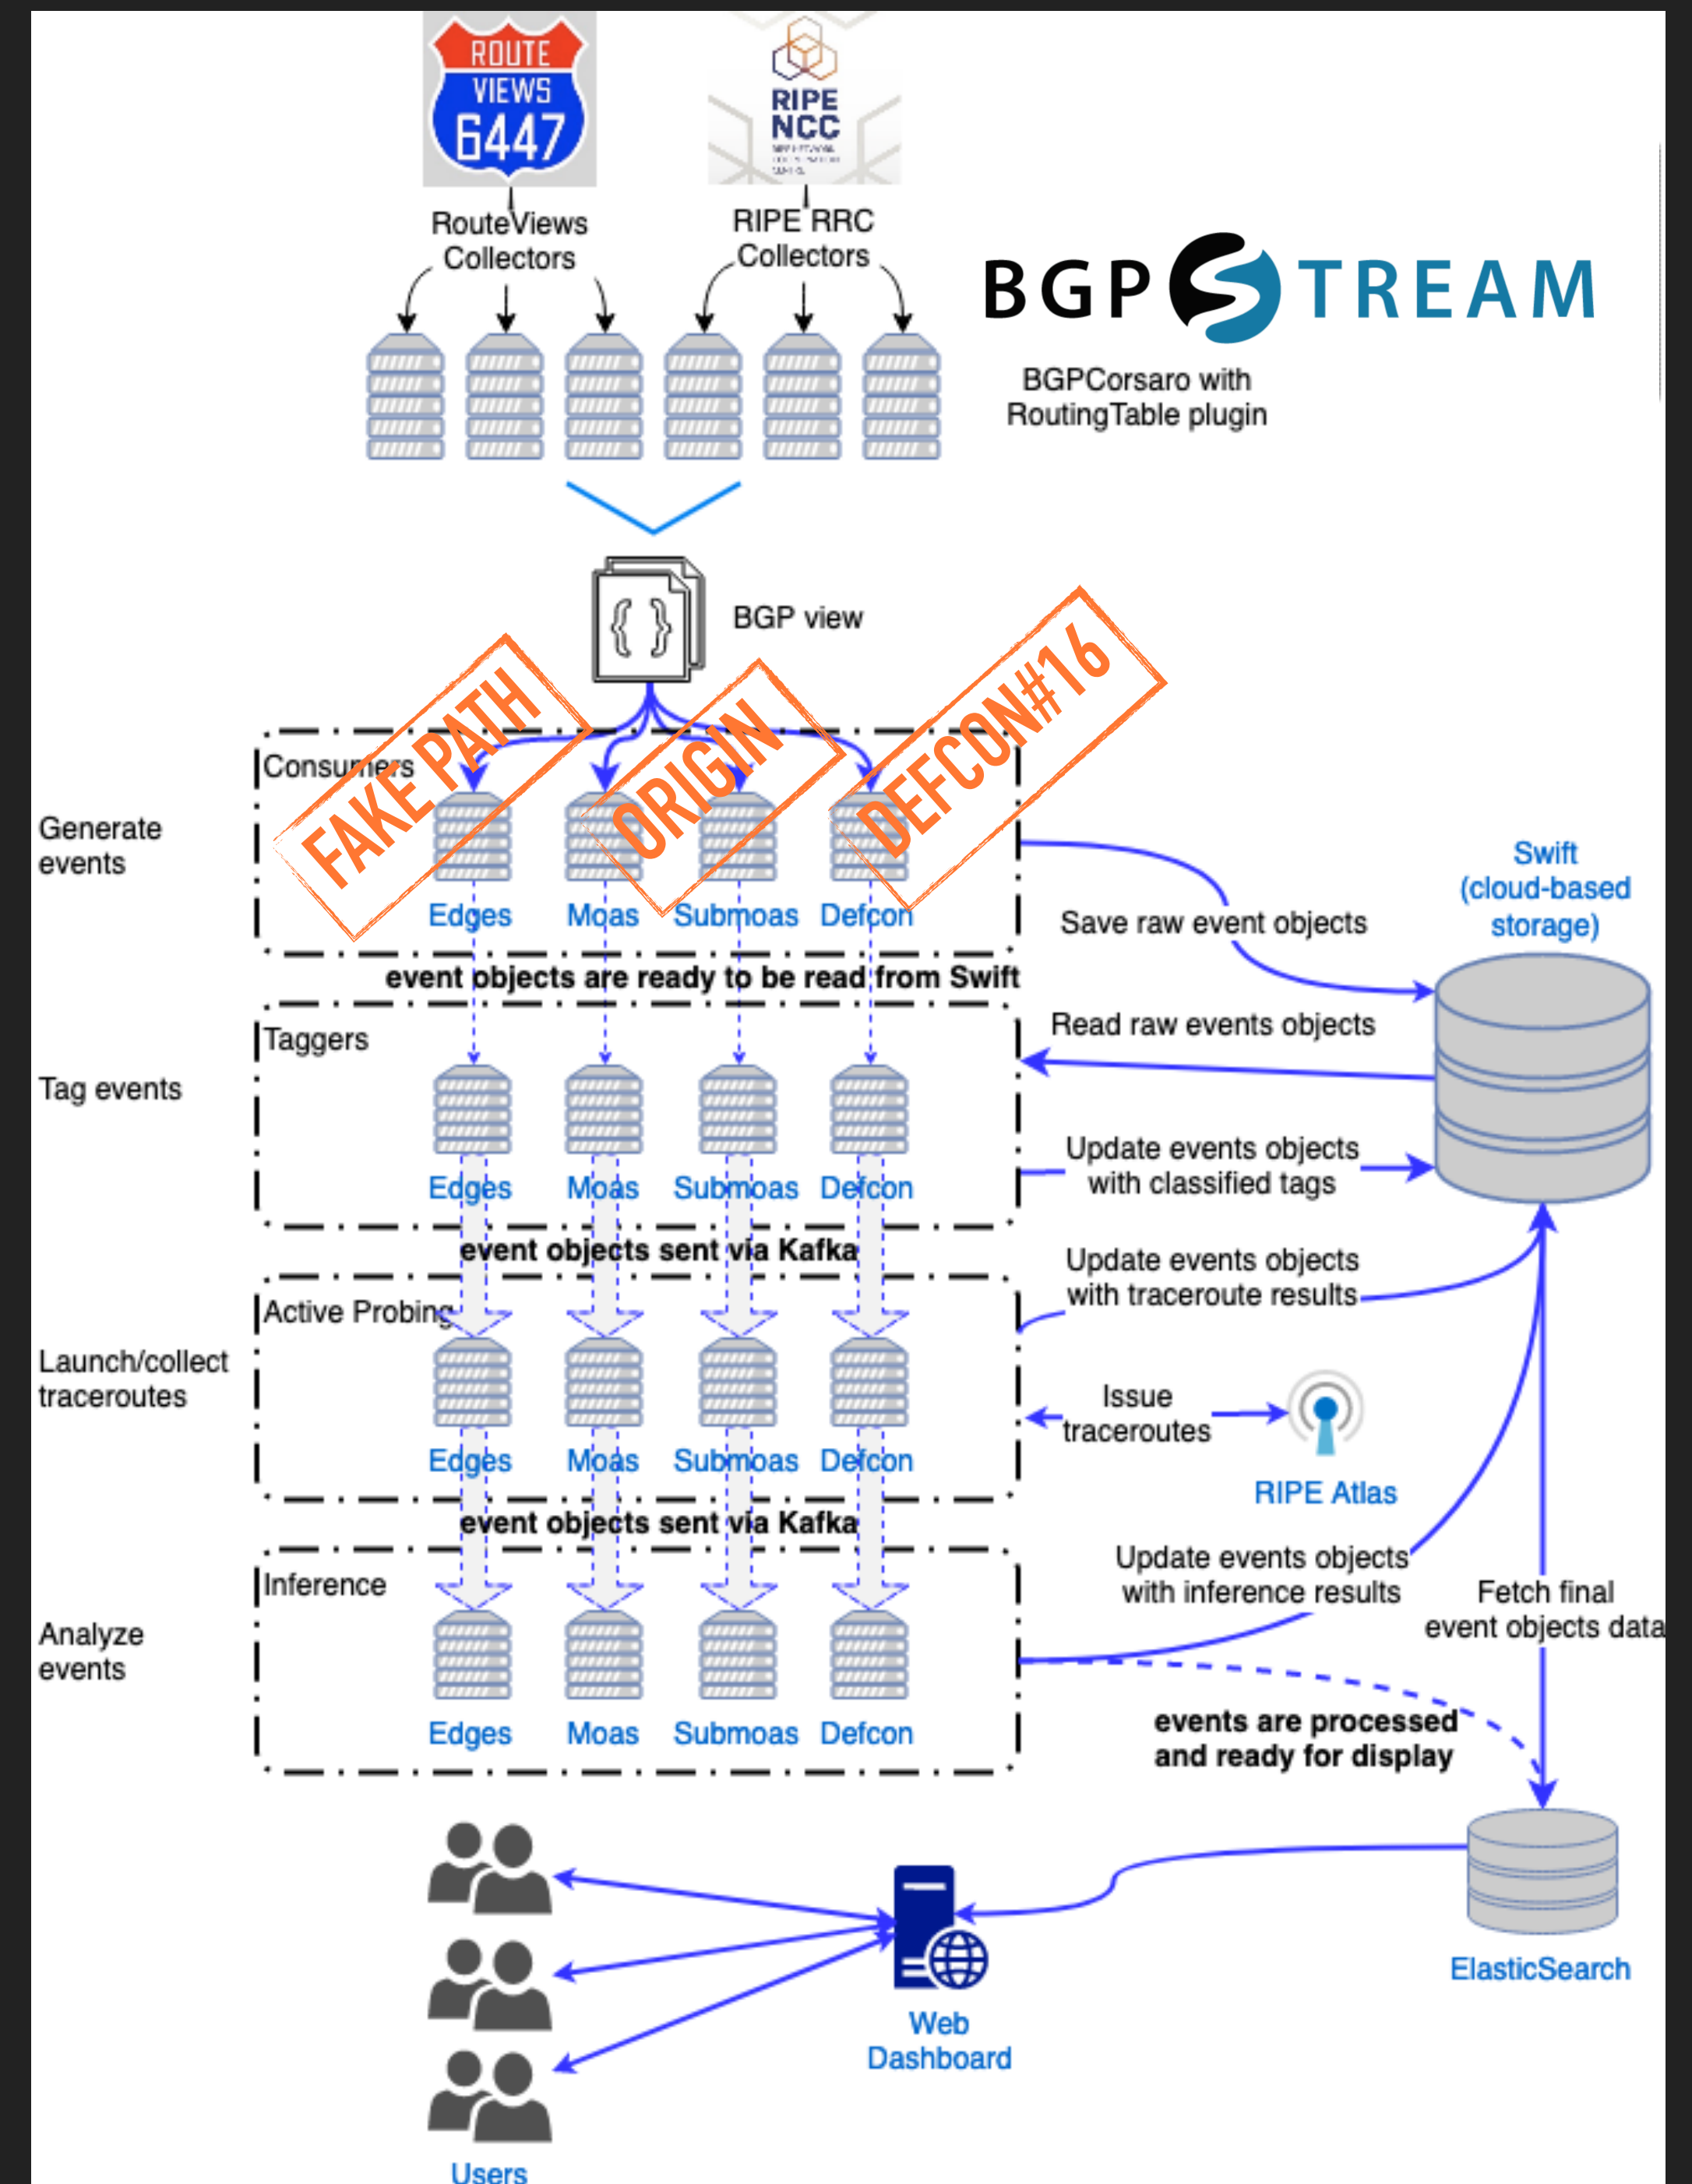 ROUTE
VIEWS
6447
RIPE
NCC
RouteViews
Collectors
RIPE RRC
Collectors
BGPSTREAM
BGPCorsaro with
RoutingTable plugin
BGP view
FAKE PATH
ORIGIN
DEFCON#16
Consumers
Generate
events
Edges
Moas
Submoas
Defcon
Save raw event objects
Swift
(cloud-based
storage)
event objects are ready to be read from Swift
Taggers
Tag events
Read raw events objects
Edges
Moas
Submoas
Defcon
Update events objects
with classified tags
event objects sent via Kafka
Update events objects
with traceroute results
Active Probing
Launch/collect
traceroutes
Issue
traceroutes
RIPE Atlas
Edges
Moas
Submoas
Defcon
event objects sent via Kafka
Inference
Update events objects
with inference results
Fetch final
event objects data
Analyze
events
Edges
Moas
Submoas
Defcon
events are processed
and ready for display
ElasticSearch
Web
Dashboard
Users